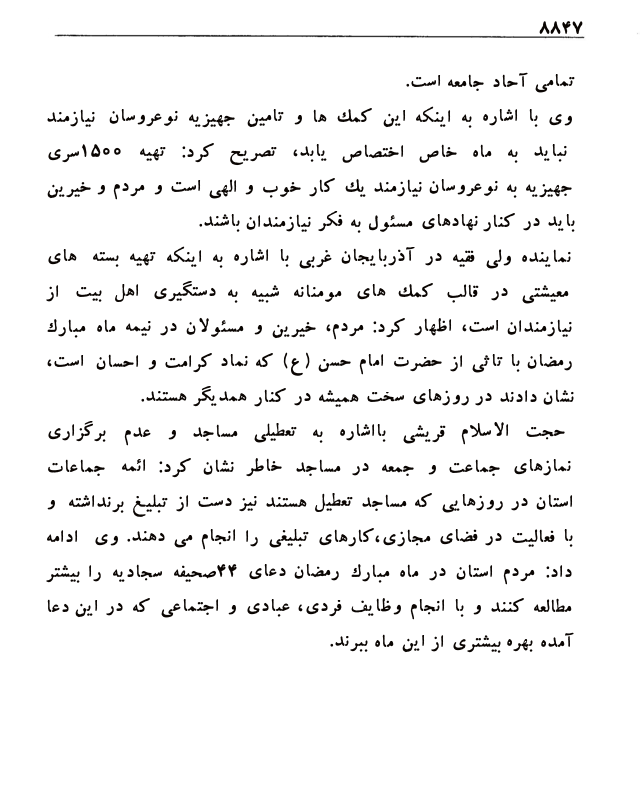 ۸۸۴۷
تمامی آحاد جامعه است.
وی با اشاره به اینکه این کمك ها و تامین جهیزیه نوعروسان نیازمند
نباید به ماه خاص اختصاص یابد، تصریح کرد: تهیه ۱۵۰۰سری
جهیزیه به نوعروسان نیازمند یك کار خوب و الهی است و مردم و خیرین
باید در کنار نهادهای مسئول به فکر نیازمندان باشند.
نماینده ولی فقیه در آذربایجان غربی با اشاره به اینکه تهیه بسته های
معیشتی در قالب کمك های مومنانه شبیه به دستگیری اهل بیت از
نیازمندان است، اظهار کرد: مردم، خیرین و مسئولان در نیمه ماه مبارك
رمضان با تاثی از حضرت امام حسن (ع) که نماد کرامت و احسان است،
نشان دادند در روزهای سخت همیشه در کنار همدیگر هستند.
حجت الاسلام قریشی بااشاره به تعطیلی مساجد و عدم برگزاری
نمازهای جماعت و جمعه در مساجد خاطر نشان کرد: ائمه جماعات
استان در روزهایی که مساجد تعطیل هستند نیز دست از تبلیغ برنداشته و
با فعالیت در فضای مجازی،کارهای تبلیغی را انجام می دهند. وی ادامه
داد: مردم استان در ماه مبارك رمضان دعای ۴۴صحیفه سجادیه را بیشتر
مطالعه کنند و با انجام وظایف فردی، عبادی و اجتماعی که در این دعا
آمده بهره بیشتری از این ماه ببرند.